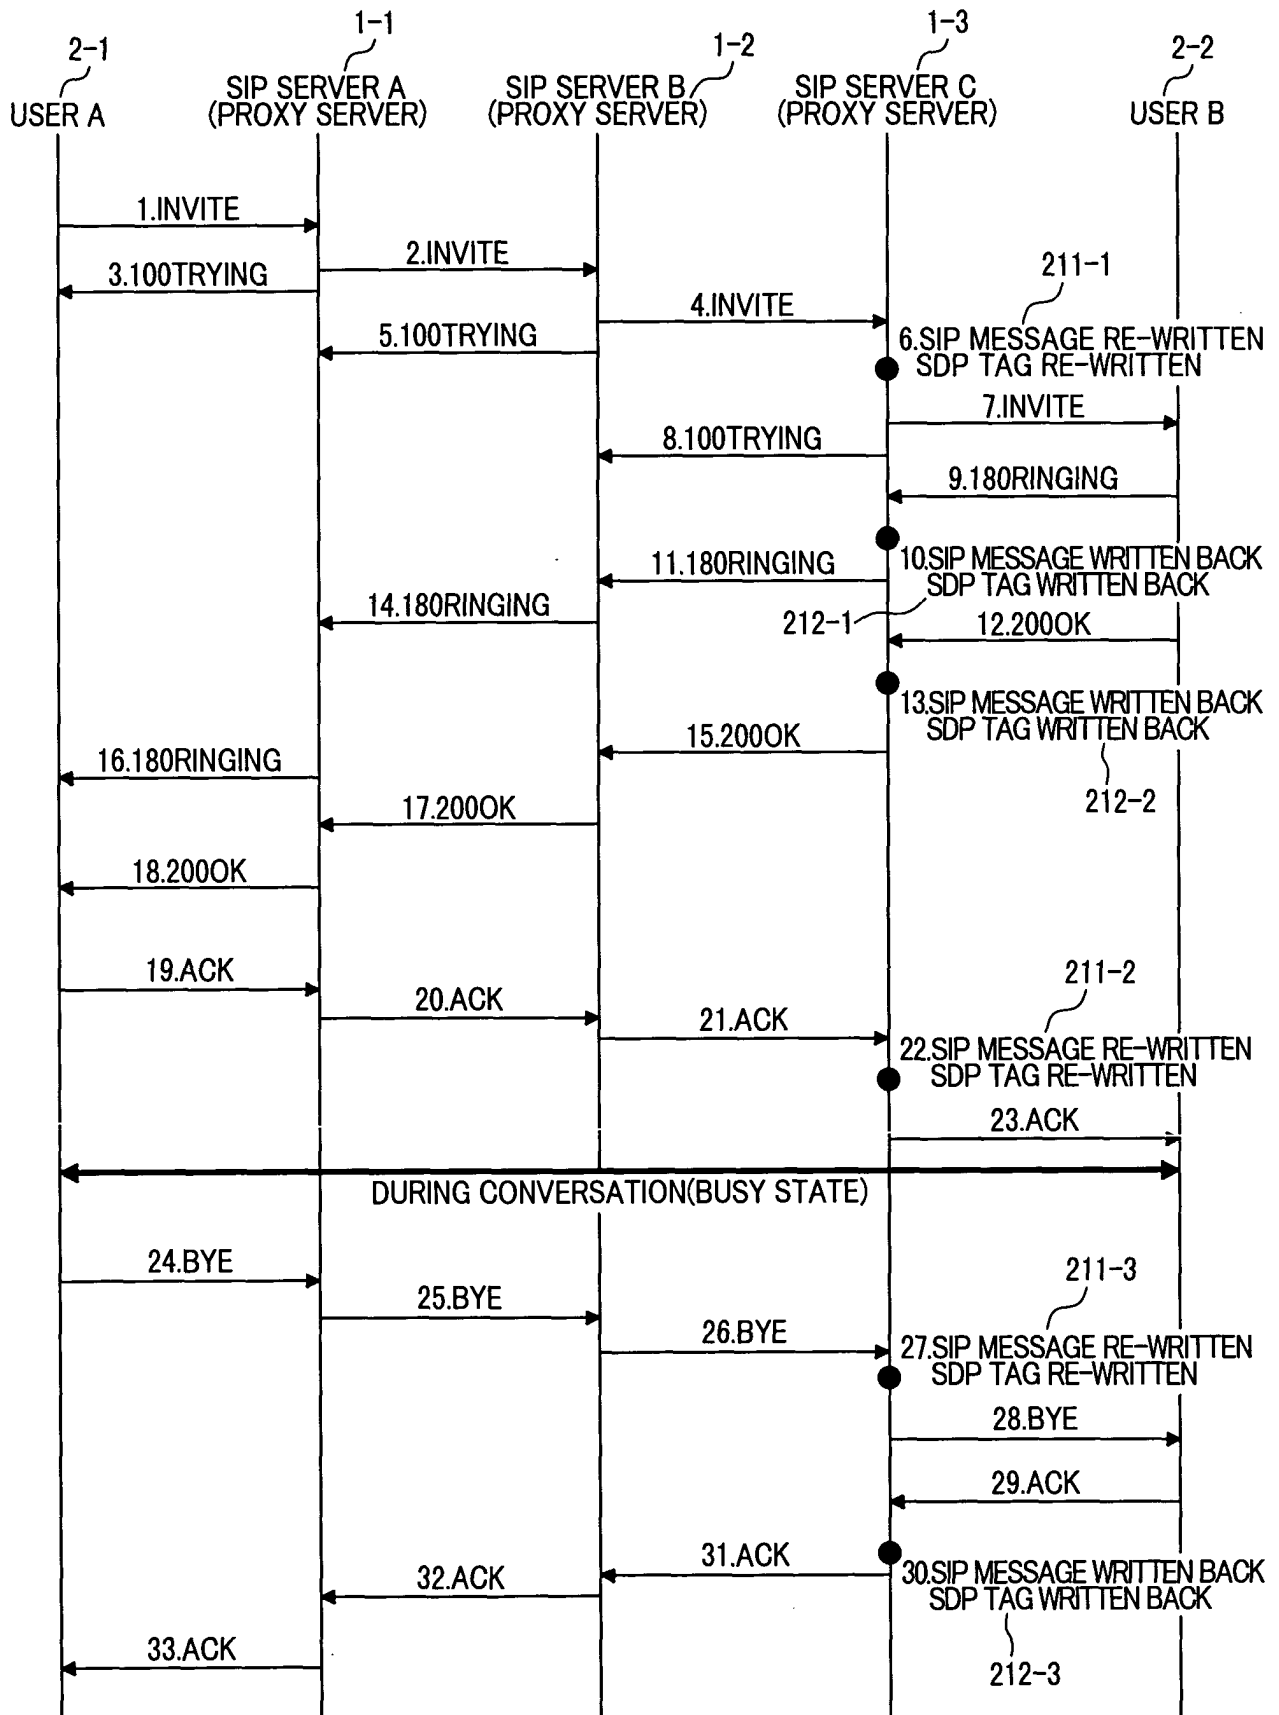 1-1
1-3
2-1
1-2
2-2
USER A
SIP SERVER A
(PROXY SERVER)
SIP SERVER B
(PROXY SERVER)
SIP SERVER C
(PROXY SERVER)
USER B
1.INVITE
2.INVITE
3.100TRYING
211-1
4.INVITE
5.100TRYING
6.SIP MESSAGE RE-WRITTEN
SDP TAG RE-WRITTEN
7.INVITE
8.100TRYING
9.180RINGING
10.SIP MESSAGE WRITTEN BACK
SDP TAG WRITTEN BACK
11.180RINGING
14.180RINGING
212-1
12.200OK
13.SIP MESSAGE WRITTEN BACK
SDP TAG WRITTEN BACK
15.200OK
16.180RINGING
212-2
17.200OK
18.200OK
19.ACK
211-2
20.ACK
21.ACK
22.SIP MESSAGE RE-WRITTEN
SDP TAG RE-WRITTEN
23.ACK
DURING CONVERSATION(BUSY STATE)
24.BYE
211-3
25.BYE
26.BYE
27.SIP MESSAGE RE-WRITTEN
SDP TAG RE-WRITTEN
28.BYE
29.ACK
31.ACK
32.ACK
30.SIP MESSAGE WRITTEN BACK
SDP TAG WRITTEN BACK
33.ACK
212-3